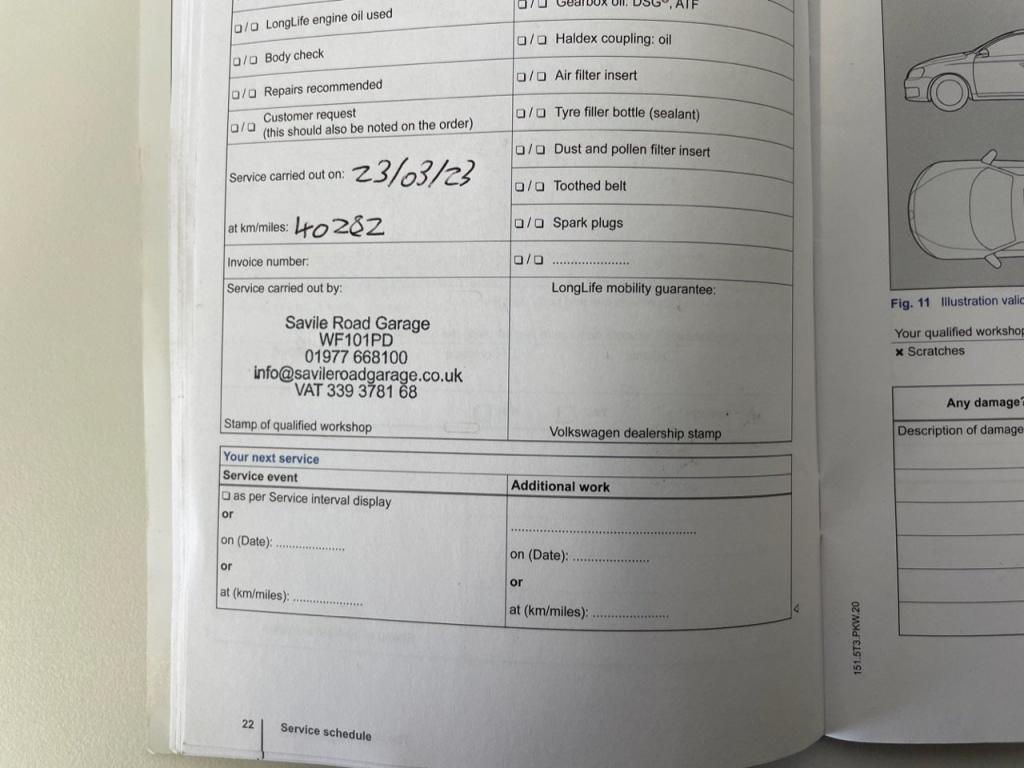 ❏/❏ LongLife engine oil used
❏/❏ Body check
❏/❏ Repairs recommended
❏/❏ Customer request
(this should also be noted on the order)
Service carried out on: 23/03/23
at km/miles: 40282
Invoice number:
Service carried out by:
Savile Road Garage
WF101PD
01977 668100
info@savileroadgarage.co.uk
VAT 339 3781 68
Stamp of qualified workshop
❏/❏ Gearbox oil: DSG®, ATF
❏/❏ Haldex coupling: oil
❏/❏ Air filter insert
❏/❏ Tyre filler bottle (sealant)
❏/❏ Dust and pollen filter insert
❏/❏ Toothed belt
❏/❏ Spark plugs
❏/❏ .....................
LongLife mobility guarantee:
Volkswagen dealership stamp
Your next service
Service event
❏ as per Service interval display
or
on (Date): ...................
or
at (km/miles): ...................
Additional work
..................................................
on (Date): .....................
or
at (km/miles): .....................
22 Service schedule
Fig. 11 Illustration
Your qualified
✖ Scratches
Any damage?
Description of damage
151.5T3.PKW.20